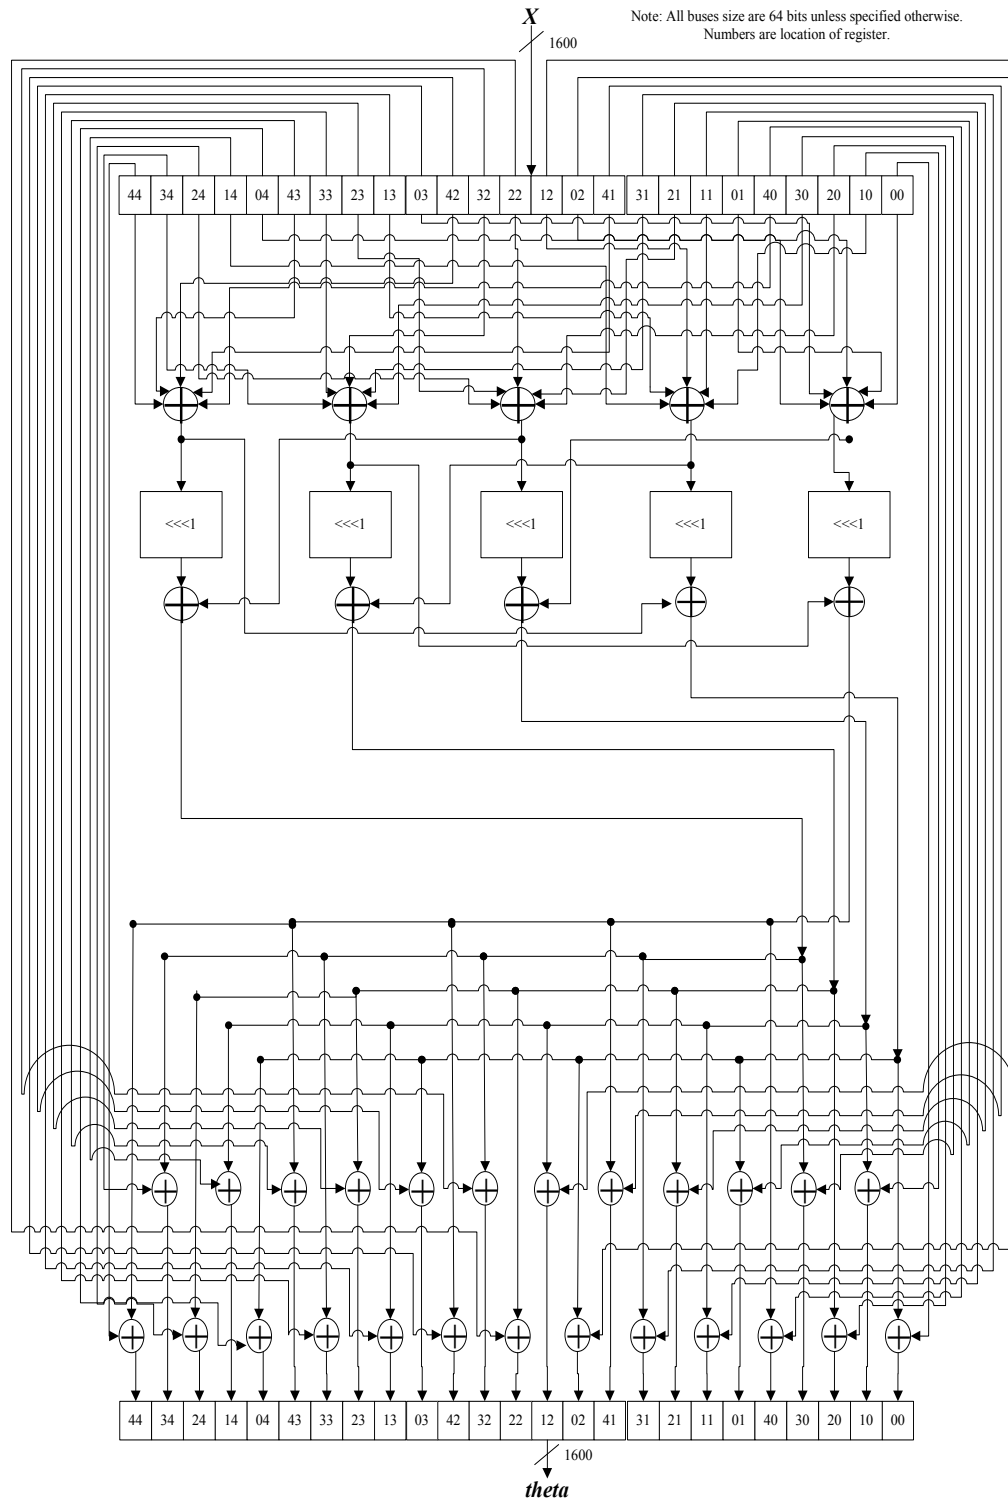 X
Note: All buses size are 64 bits unless specified otherwise.
Numbers are location of register.
1600
44 34 24 14 04 43 33 23 13 03 42 32 22 12 02 41 31 21 11 01 40 30 20 10 00
<<<1 <<<1 <<<1 <<<1 <<<1
44 34 24 14 04 43 33 23 13 03 42 32 22 12 02 41 31 21 11 01 40 30 20 10 00
1600
theta